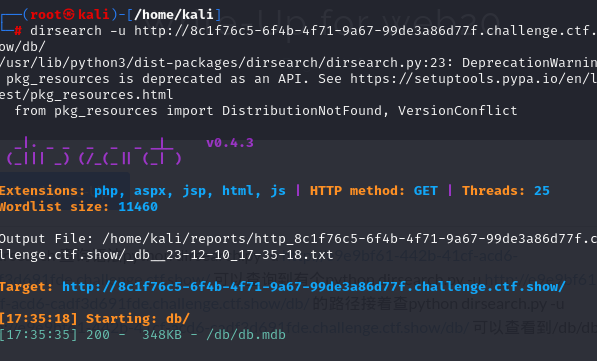 (root㉿kali)-[/home/kali]
# dirsearch -u http://8c1f76c5-6f4b-4f71-9a67-99de3a86d77f.challenge.ctf.
how/db/
/usr/lib/python3/dist-packages/dirsearch/dirsearch.py:23: DeprecationWarnin
pkg_resources is deprecated as an API. See https://setuptools.pypa.io/en/l
est/pkg_resources.html
from pkg_resources import DistributionNotFound, VersionConflict
_|. _ _ _ _ _ _|_ v0.4.3
(_||| _) (/_(_|| (_| )
Extensions: php, aspx, jsp, html, js | HTTP method: GET | Threads: 25
Wordlist size: 11460
Output File: /home/kali/reports/http_8c1f76c5-6f4b-4f71-9a67-99de3a86d77f.c
llenge.ctf.show/_db__23-12-10_17-35-18.txt
Target: http://8c1f76c5-6f4b-4f71-9a67-99de3a86d77f.challenge.ctf.show/
[17:35:18] Starting: db/
[17:35:35] 200 - 348KB - /db/db.mdb